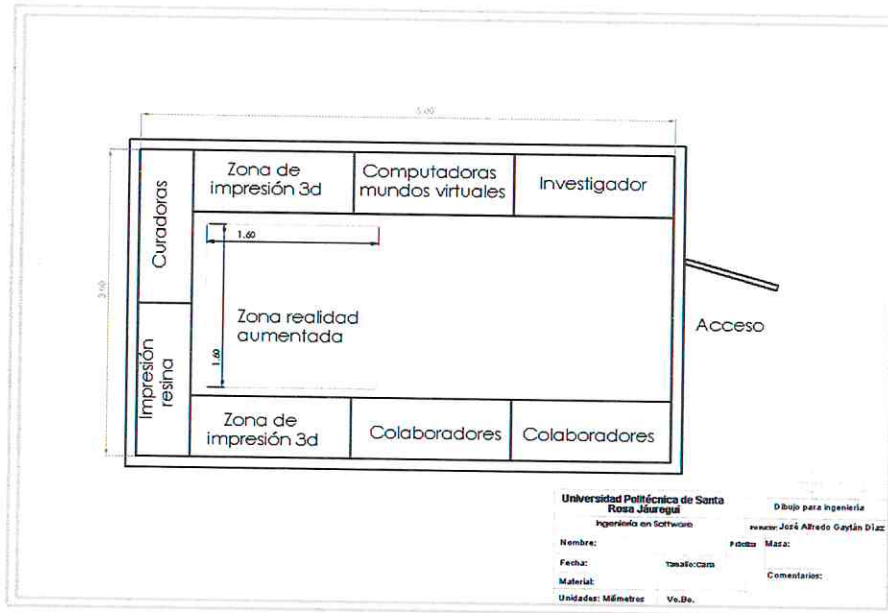 5.00
Zona de
impresión 3d
Computadoras
mundos virtuales
Investigador
Curadoras
3.00
1.60
Zona realidad
aumentada
1.60
Acceso
Impresión
resina
Zona de
impresión 3d
Colaboradores
Colaboradores
Universidad Politécnica de Santa
Rosa Jáuregui
Ingeniería en Software
Dibujo para ingeniería
José Alfredo Gaytán Díaz
Nombre:
Masa:
Fecha:
Comentarios:
Material:
Unidades: Milímetros
Vo.Bo.